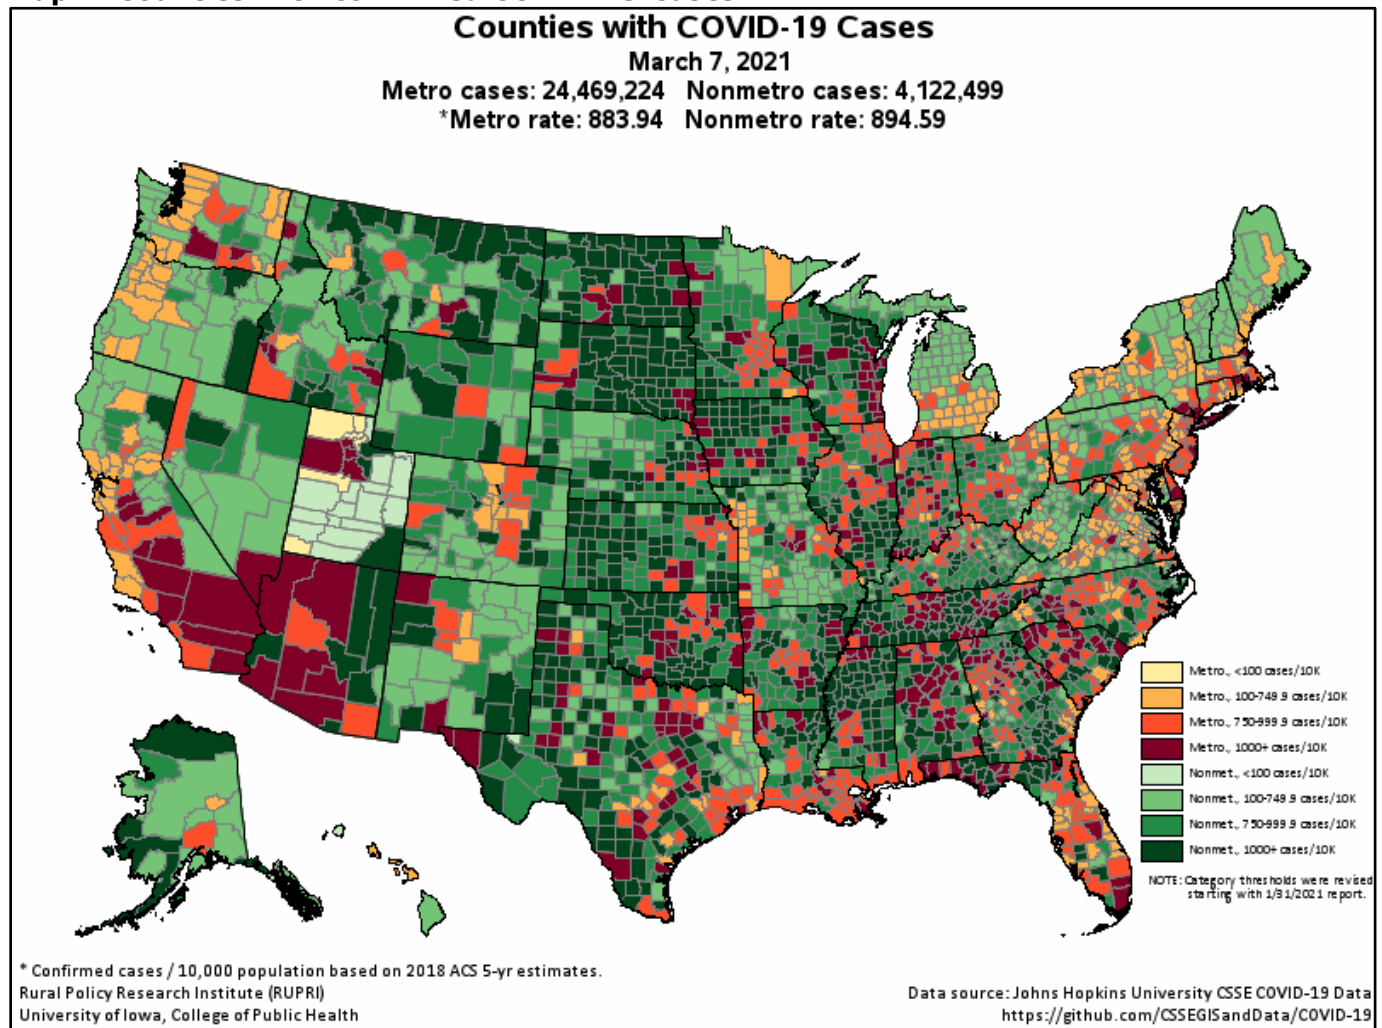 Counties with COVID-19 Cases
March 7, 2021
Metro cases: 24,469,224 Nonmetro cases: 4,122,499
*Metro rate: 883.94 Nonmetro rate: 894.59
Metro., <100 cases/10K
Metro., 100-749.9 cases/10K
Metro., 750-999.9 cases/10K
Metro., 1000+ cases/10K
Nonmet., <100 cases/10K
Nonmet., 100-749.9 cases/10K
Nonmet., 750-999.9 cases/10K
Nonmet., 1000+ cases/10K
NOTE: Category thresholds were revised
starting with 1/31/2021 report.
* Confirmed cases / 10,000 population based on 2018 ACS 5-yr estimates.
Rural Policy Research Institute (RUPRI)
University of Iowa, College of Public Health
Data source: Johns Hopkins University CSSE COVID-19 Data
https://github.com/CSSEGISandData/COVID-19